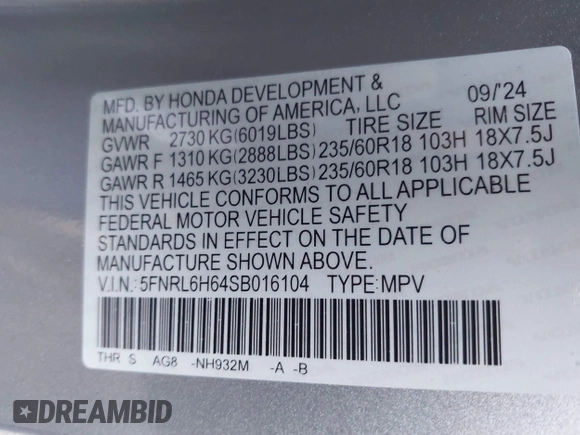 MFD. BY HONDA DEVELOPMENT & 09/'24
MANUFACTURING OF AMERICA, LLC
GVWR 2730 KG(6019LBS) TIRE SIZE RIM SIZE
GAWR F 1310 KG(2888LBS) 235/60R18 103H 18X7.5J
GAWR R 1465 KG(3230LBS) 235/60R18 103H 18X7.5J
THIS VEHICLE CONFORMS TO ALL APPLICABLE
FEDERAL MOTOR VEHICLE SAFETY
STANDARDS IN EFFECT ON THE DATE OF
MANUFACTURE SHOWN ABOVE.
V.I.N: 5FNRL6H64SB016104 TYPE:MPV
THR S AG8 -NH932M -A -B
DREAMBID